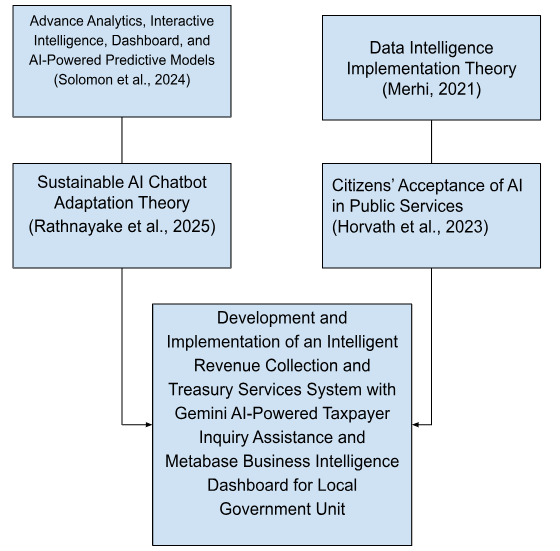 Advance Analytics, Interactive
Intelligence, Dashboard, and
AI-Powered Predictive Models
(Solomon et al., 2024)
Data Intelligence
Implementation Theory
(Merhi, 2021)
Sustainable AI Chatbot
Adaptation Theory
(Rathnayake et al., 2025)
Citizens’ Acceptance of AI
in Public Services
(Horvath et al., 2023)
Development and
Implementation of an Intelligent
Revenue Collection and
Treasury Services System with
Gemini AI-Powered Taxpayer
Inquiry Assistance and
Metabase Business Intelligence
Dashboard for Local
Government Unit